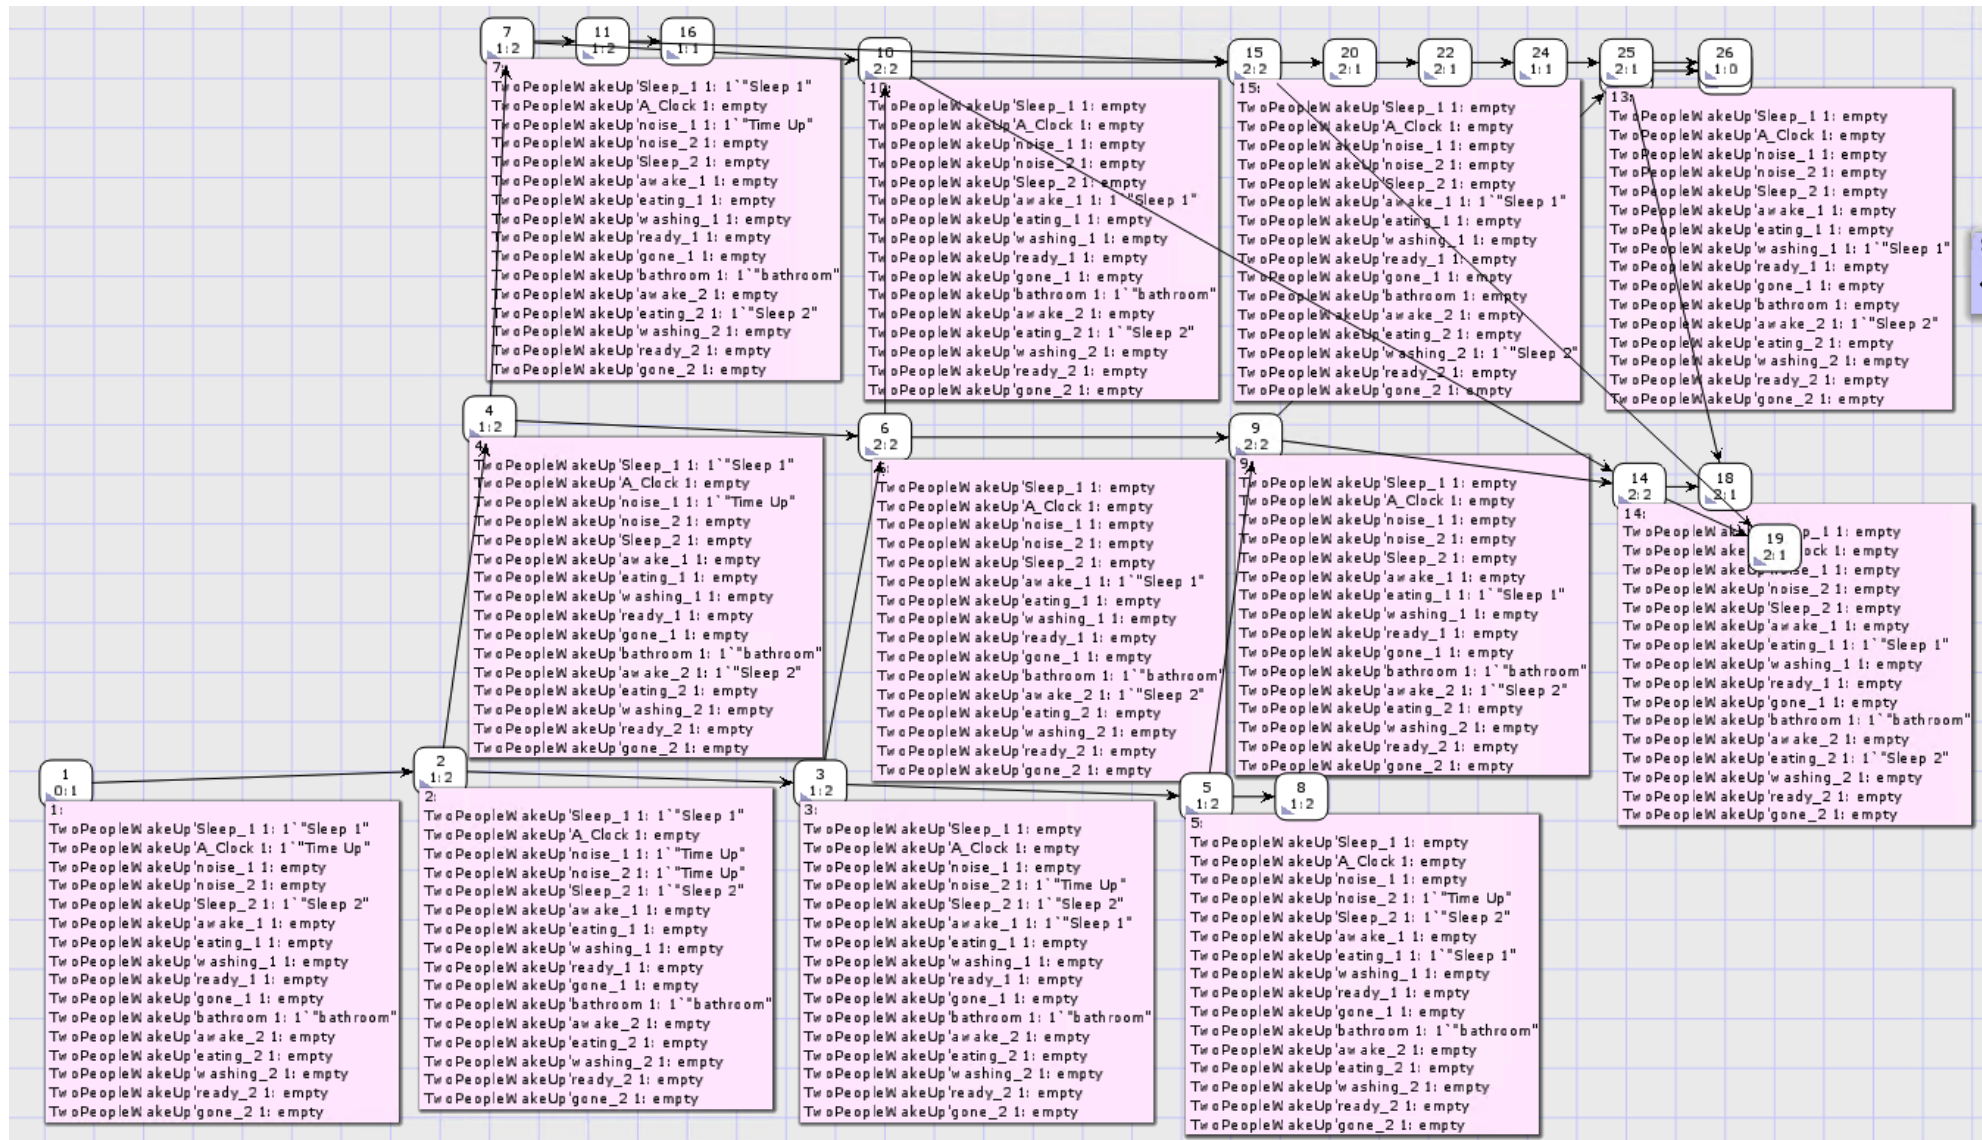 7
1:2
11
1:2
16
1:1
10
2:2
15
2:2
20
2:1
22
2:1
24
1:1
25
2:1
26
1:0
7:
TwoPeopleWakeUp'Sleep_1 1: 1`"Sleep 1"
TwoPeopleWakeUp'A_Clock 1: empty
TwoPeopleWakeUp'noise_1 1: 1`"Time Up"
TwoPeopleWakeUp'noise_2 1: empty
TwoPeopleWakeUp'Sleep_2 1: empty
TwoPeopleWakeUp'awake_1 1: empty
TwoPeopleWakeUp'eating_1 1: empty
TwoPeopleWakeUp'washing_1 1: empty
TwoPeopleWakeUp'ready_1 1: empty
TwoPeopleWakeUp'gone_1 1: empty
TwoPeopleWakeUp'bathroom 1: 1`"bathroom"
TwoPeopleWakeUp'awake_2 1: empty
TwoPeopleWakeUp'eating_2 1: 1`"Sleep 2"
TwoPeopleWakeUp'washing_2 1: empty
TwoPeopleWakeUp'ready_2 1: empty
TwoPeopleWakeUp'gone_2 1: empty
10:
TwoPeopleWakeUp'Sleep_1 1: empty
TwoPeopleWakeUp'A_Clock 1: empty
TwoPeopleWakeUp'noise_1 1: empty
TwoPeopleWakeUp'noise_2 1: empty
TwoPeopleWakeUp'Sleep_2 1: empty
TwoPeopleWakeUp'awake_1 1: 1`"Sleep 1"
TwoPeopleWakeUp'eating_1 1: empty
TwoPeopleWakeUp'washing_1 1: empty
TwoPeopleWakeUp'ready_1 1: empty
TwoPeopleWakeUp'gone_1 1: empty
TwoPeopleWakeUp'bathroom 1: 1`"bathroom"
TwoPeopleWakeUp'awake_2 1: empty
TwoPeopleWakeUp'eating_2 1: 1`"Sleep 2"
TwoPeopleWakeUp'washing_2 1: empty
TwoPeopleWakeUp'ready_2 1: empty
TwoPeopleWakeUp'gone_2 1: empty
15:
TwoPeopleWakeUp'Sleep_1 1: empty
TwoPeopleWakeUp'A_Clock 1: empty
TwoPeopleWakeUp'noise_1 1: empty
TwoPeopleWakeUp'noise_2 1: empty
TwoPeopleWakeUp'Sleep_2 1: empty
TwoPeopleWakeUp'awake_1 1: 1`"Sleep 1"
TwoPeopleWakeUp'eating_1 1: empty
TwoPeopleWakeUp'washing_1 1: empty
TwoPeopleWakeUp'ready_1 1: empty
TwoPeopleWakeUp'gone_1 1: empty
TwoPeopleWakeUp'bathroom 1: empty
TwoPeopleWakeUp'awake_2 1: empty
TwoPeopleWakeUp'eating_2 1: empty
TwoPeopleWakeUp'washing_2 1: 1`"Sleep 2"
TwoPeopleWakeUp'ready_2 1: empty
TwoPeopleWakeUp'gone_2 1: empty
13:
TwoPeopleWakeUp'Sleep_1 1: empty
TwoPeopleWakeUp'A_Clock 1: empty
TwoPeopleWakeUp'noise_1 1: empty
TwoPeopleWakeUp'noise_2 1: empty
TwoPeopleWakeUp'Sleep_2 1: empty
TwoPeopleWakeUp'awake_1 1: empty
TwoPeopleWakeUp'eating_1 1: empty
TwoPeopleWakeUp'washing_1 1: 1`"Sleep 1"
TwoPeopleWakeUp'ready_1 1: empty
TwoPeopleWakeUp'gone_1 1: empty
TwoPeopleWakeUp'bathroom 1: empty
TwoPeopleWakeUp'awake_2 1: 1`"Sleep 2"
TwoPeopleWakeUp'eating_2 1: empty
TwoPeopleWakeUp'washing_2 1: empty
TwoPeopleWakeUp'ready_2 1: empty
TwoPeopleWakeUp'gone_2 1: empty
4
1:2
6
2:2
9
2:2
14
2:2
18
2:1
19
2:1
4:
TwoPeopleWakeUp'Sleep_1 1: 1`"Sleep 1"
TwoPeopleWakeUp'A_Clock 1: empty
TwoPeopleWakeUp'noise_1 1: 1`"Time Up"
TwoPeopleWakeUp'noise_2 1: empty
TwoPeopleWakeUp'Sleep_2 1: empty
TwoPeopleWakeUp'awake_1 1: empty
TwoPeopleWakeUp'eating_1 1: empty
TwoPeopleWakeUp'washing_1 1: empty
TwoPeopleWakeUp'ready_1 1: empty
TwoPeopleWakeUp'gone_1 1: empty
TwoPeopleWakeUp'bathroom 1: 1`"bathroom"
TwoPeopleWakeUp'awake_2 1: 1`"Sleep 2"
TwoPeopleWakeUp'eating_2 1: empty
TwoPeopleWakeUp'washing_2 1: empty
TwoPeopleWakeUp'ready_2 1: empty
TwoPeopleWakeUp'gone_2 1: empty
6:
TwoPeopleWakeUp'Sleep_1 1: empty
TwoPeopleWakeUp'A_Clock 1: empty
TwoPeopleWakeUp'noise_1 1: empty
TwoPeopleWakeUp'noise_2 1: empty
TwoPeopleWakeUp'Sleep_2 1: empty
TwoPeopleWakeUp'awake_1 1: 1`"Sleep 1"
TwoPeopleWakeUp'eating_1 1: empty
TwoPeopleWakeUp'washing_1 1: empty
TwoPeopleWakeUp'ready_1 1: empty
TwoPeopleWakeUp'gone_1 1: empty
TwoPeopleWakeUp'bathroom 1: 1`"bathroom"
TwoPeopleWakeUp'awake_2 1: 1`"Sleep 2"
TwoPeopleWakeUp'eating_2 1: empty
TwoPeopleWakeUp'washing_2 1: empty
TwoPeopleWakeUp'ready_2 1: empty
TwoPeopleWakeUp'gone_2 1: empty
9:
TwoPeopleWakeUp'Sleep_1 1: empty
TwoPeopleWakeUp'A_Clock 1: empty
TwoPeopleWakeUp'noise_1 1: empty
TwoPeopleWakeUp'noise_2 1: empty
TwoPeopleWakeUp'Sleep_2 1: empty
TwoPeopleWakeUp'awake_1 1: empty
TwoPeopleWakeUp'eating_1 1: 1`"Sleep 1"
TwoPeopleWakeUp'washing_1 1: empty
TwoPeopleWakeUp'ready_1 1: empty
TwoPeopleWakeUp'gone_1 1: empty
TwoPeopleWakeUp'bathroom 1: 1`"bathroom"
TwoPeopleWakeUp'awake_2 1: 1`"Sleep 2"
TwoPeopleWakeUp'eating_2 1: empty
TwoPeopleWakeUp'washing_2 1: empty
TwoPeopleWakeUp'ready_2 1: empty
TwoPeopleWakeUp'gone_2 1: empty
14:
TwoPeopleWake p_1 1: empty
TwoPeopleWake ock 1: empty
TwoPeopleWakeUp'noise_1 1: empty
TwoPeopleWakeUp'noise_2 1: empty
TwoPeopleWakeUp'Sleep_2 1: empty
TwoPeopleWakeUp'awake_1 1: empty
TwoPeopleWakeUp'eating_1 1: 1`"Sleep 1"
TwoPeopleWakeUp'washing_1 1: empty
TwoPeopleWakeUp'ready_1 1: empty
TwoPeopleWakeUp'gone_1 1: empty
TwoPeopleWakeUp'bathroom 1: 1`"bathroom"
TwoPeopleWakeUp'awake_2 1: empty
TwoPeopleWakeUp'eating_2 1: 1`"Sleep 2"
TwoPeopleWakeUp'washing_2 1: empty
TwoPeopleWakeUp'ready_2 1: empty
TwoPeopleWakeUp'gone_2 1: empty
1
0:1
2
1:2
3
1:2
5
1:2
8
1:2
1:
TwoPeopleWakeUp'Sleep_1 1: 1`"Sleep 1"
TwoPeopleWakeUp'A_Clock 1: 1`"Time Up"
TwoPeopleWakeUp'noise_1 1: empty
TwoPeopleWakeUp'noise_2 1: empty
TwoPeopleWakeUp'Sleep_2 1: 1`"Sleep 2"
TwoPeopleWakeUp'awake_1 1: empty
TwoPeopleWakeUp'eating_1 1: empty
TwoPeopleWakeUp'washing_1 1: empty
TwoPeopleWakeUp'ready_1 1: empty
TwoPeopleWakeUp'gone_1 1: empty
TwoPeopleWakeUp'bathroom 1: 1`"bathroom"
TwoPeopleWakeUp'awake_2 1: empty
TwoPeopleWakeUp'eating_2 1: empty
TwoPeopleWakeUp'washing_2 1: empty
TwoPeopleWakeUp'ready_2 1: empty
TwoPeopleWakeUp'gone_2 1: empty
2:
TwoPeopleWakeUp'Sleep_1 1: 1`"Sleep 1"
TwoPeopleWakeUp'A_Clock 1: empty
TwoPeopleWakeUp'noise_1 1: 1`"Time Up"
TwoPeopleWakeUp'noise_2 1: 1`"Time Up"
TwoPeopleWakeUp'Sleep_2 1: 1`"Sleep 2"
TwoPeopleWakeUp'awake_1 1: empty
TwoPeopleWakeUp'eating_1 1: empty
TwoPeopleWakeUp'washing_1 1: empty
TwoPeopleWakeUp'ready_1 1: empty
TwoPeopleWakeUp'gone_1 1: empty
TwoPeopleWakeUp'bathroom 1: 1`"bathroom"
TwoPeopleWakeUp'awake_2 1: empty
TwoPeopleWakeUp'eating_2 1: empty
TwoPeopleWakeUp'washing_2 1: empty
TwoPeopleWakeUp'ready_2 1: empty
TwoPeopleWakeUp'gone_2 1: empty
3:
TwoPeopleWakeUp'Sleep_1 1: empty
TwoPeopleWakeUp'A_Clock 1: empty
TwoPeopleWakeUp'noise_1 1: empty
TwoPeopleWakeUp'noise_2 1: 1`"Time Up"
TwoPeopleWakeUp'Sleep_2 1: 1`"Sleep 2"
TwoPeopleWakeUp'awake_1 1: 1`"Sleep 1"
TwoPeopleWakeUp'eating_1 1: empty
TwoPeopleWakeUp'washing_1 1: empty
TwoPeopleWakeUp'ready_1 1: empty
TwoPeopleWakeUp'gone_1 1: empty
TwoPeopleWakeUp'bathroom 1: 1`"bathroom"
TwoPeopleWakeUp'awake_2 1: empty
TwoPeopleWakeUp'eating_2 1: empty
TwoPeopleWakeUp'washing_2 1: empty
TwoPeopleWakeUp'ready_2 1: empty
TwoPeopleWakeUp'gone_2 1: empty
5:
TwoPeopleWakeUp'Sleep_1 1: empty
TwoPeopleWakeUp'A_Clock 1: empty
TwoPeopleWakeUp'noise_1 1: empty
TwoPeopleWakeUp'noise_2 1: 1`"Time Up"
TwoPeopleWakeUp'Sleep_2 1: 1`"Sleep 2"
TwoPeopleWakeUp'awake_1 1: empty
TwoPeopleWakeUp'eating_1 1: 1`"Sleep 1"
TwoPeopleWakeUp'washing_1 1: empty
TwoPeopleWakeUp'ready_1 1: empty
TwoPeopleWakeUp'gone_1 1: empty
TwoPeopleWakeUp'bathroom 1: 1`"bathroom"
TwoPeopleWakeUp'awake_2 1: empty
TwoPeopleWakeUp'eating_2 1: empty
TwoPeopleWakeUp'washing_2 1: empty
TwoPeopleWakeUp'ready_2 1: empty
TwoPeopleWakeUp'gone_2 1: empty